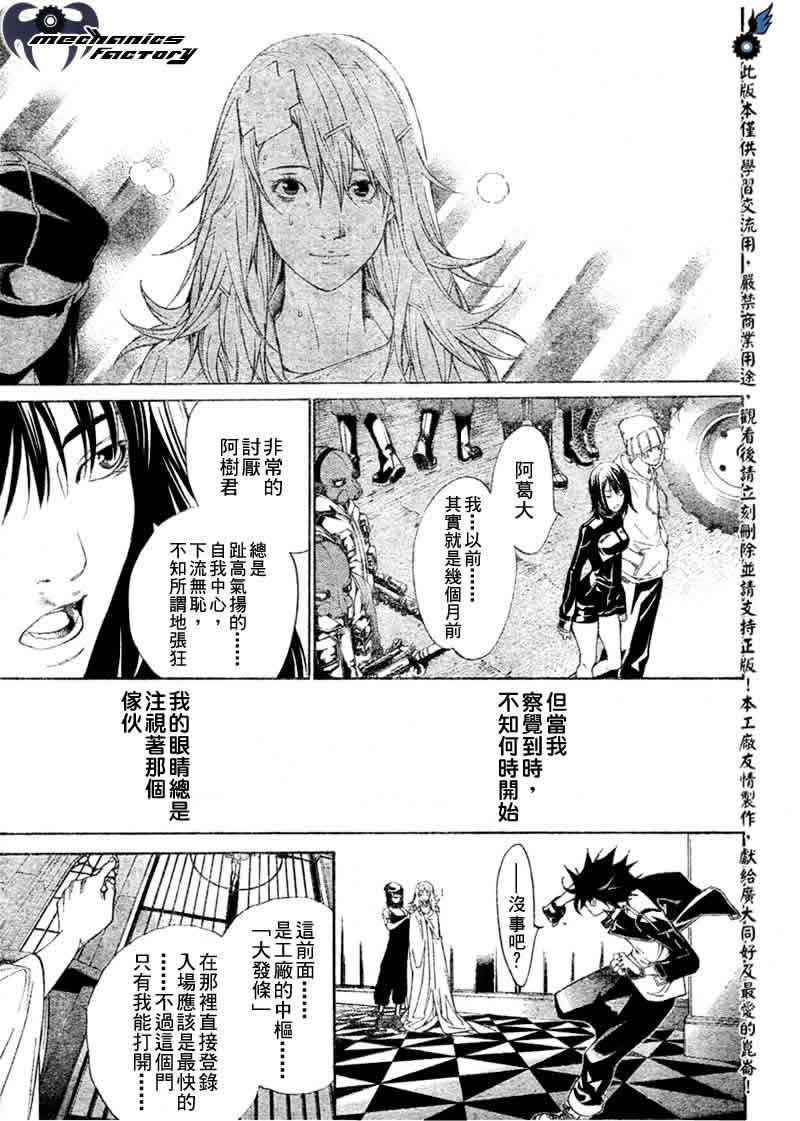 mechanics
Factory
此版本僅供學習交流用，嚴禁商業用途，觀看後請立刻刪除並請支持正版！本工廠友情製作，獻給廣大同好及最愛的崑崙！
阿葛大
我…以前……
其實就是幾個月前
非常的
討厭
阿樹君
總是
趾高氣揚的……
自我中心，
下流無恥，
不知所謂地張狂
但當我
察覺到時，
不知何時開始
我的眼睛總是
注視著那個
傢伙
──沒事吧？
這前面……
是工廠的中樞……
「大發條」
在那裡直接登錄
入場應該是最快的
……不過這個門
只有我能打開……